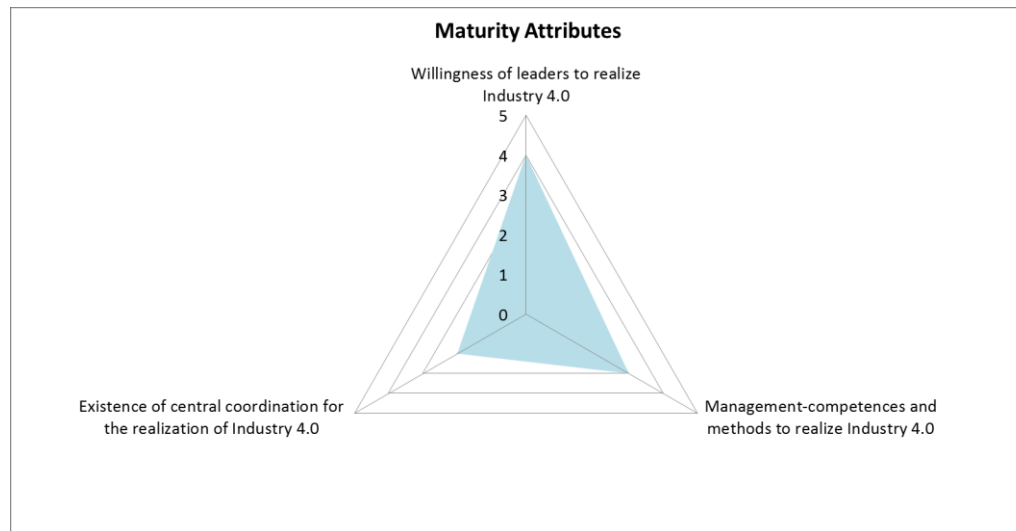 Maturity Attributes
Willingness of leaders to realize
Industry 4.0
5
4
3
2
1
0
Existence of central coordination for
the realization of Industry 4.0
Management-competences and
methods to realize Industry 4.0